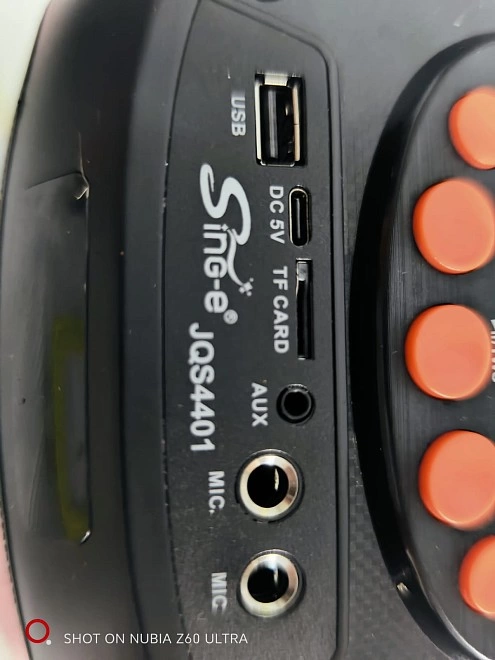 USB
DC 5V
TF CARD
AUX
MIC.
MIC
Sing-e®
JQS4401
SHOT ON NUBIA Z60 ULTRA